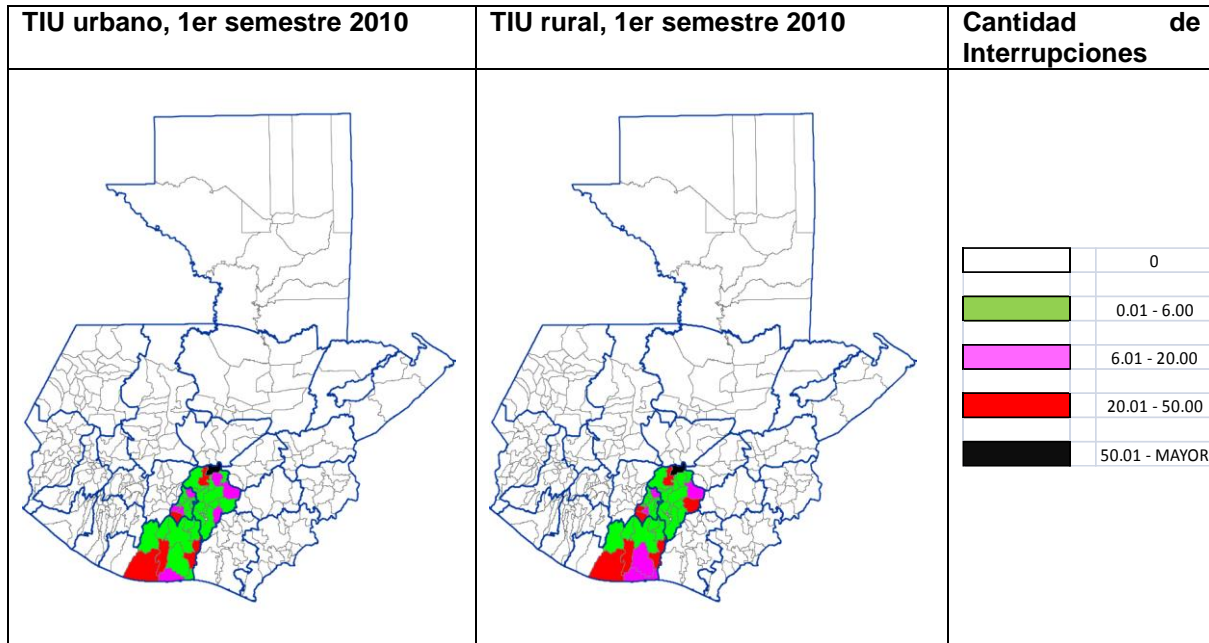 TIU urbano, 1er semestre 2010
TIU rural, 1er semestre 2010
Cantidad de
Interrupciones
0
0.01 - 6.00
6.01 - 20.00
20.01 - 50.00
50.01 - MAYOR